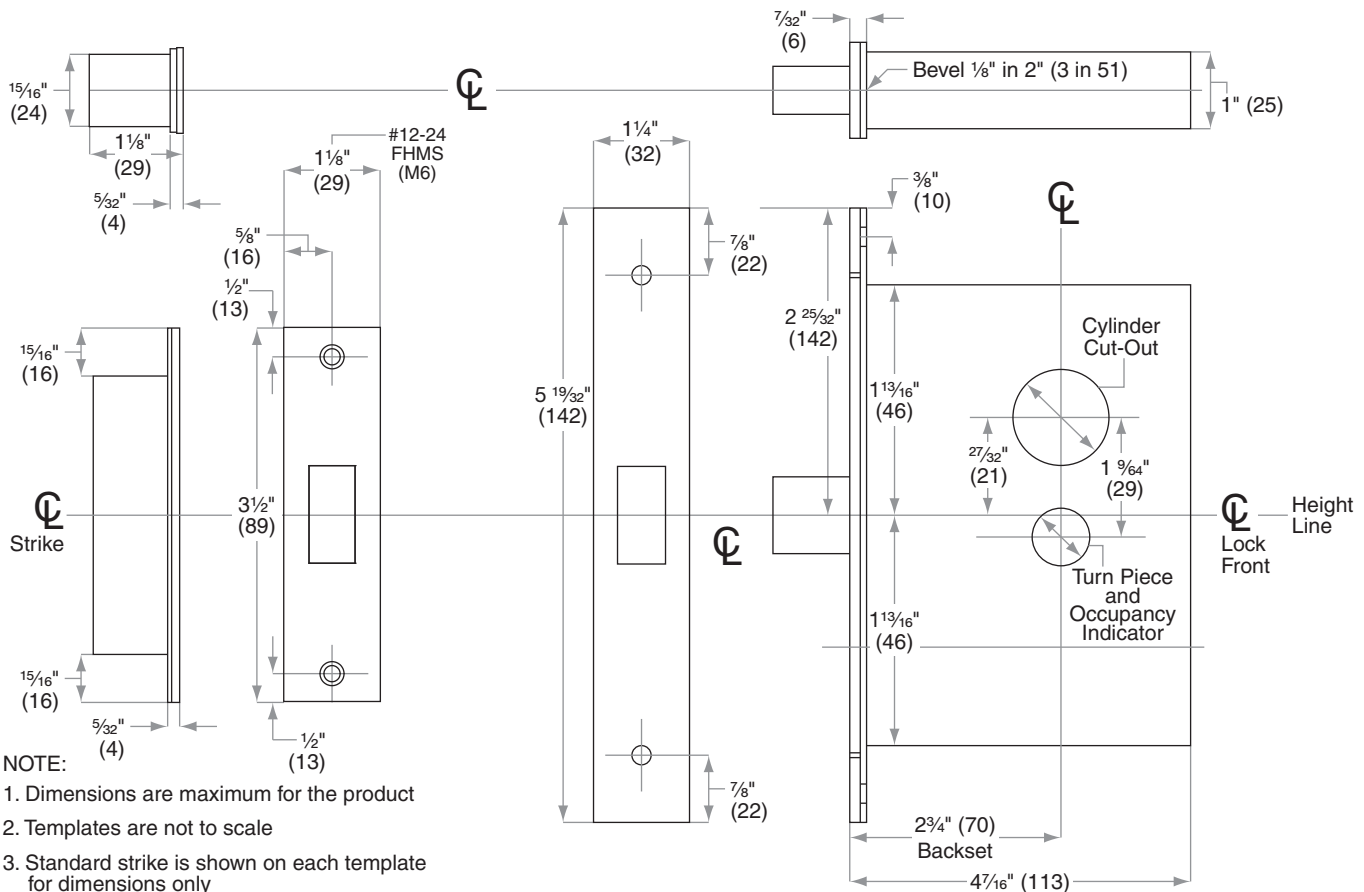 7/32"
(6)
Bevel 1/8" in 2" (3 in 51)
1" (25)
15/16"
(24)
1 1/8"
(29)
5/32"
(4)
℄
#12-24
FHMS
(M6)
1 1/8"
(29)
5/8"
(16)
1/2"
(13)
1 1/4"
(32)
7/8"
(22)
3/8"
(10)
℄
2 25/32"
(142)
15/16"
(16)
5 19/32"
(142)
1 13/16"
(46)
Cylinder
Cut-Out
27/32"
(21)
1 9/64"
(29)
℄
Strike
3 1/2"
(89)
℄
℄
Lock
Front
Height
Line
Turn Piece
and
Occupancy
Indicator
1 13/16"
(46)
15/16"
(16)
5/32"
(4)
1/2"
(13)
7/8"
(22)
2 3/4" (70)
Backset
4 7/16" (113)
NOTE:
1. Dimensions are maximum for the product
2. Templates are not to scale
3. Standard strike is shown on each template
for dimensions only